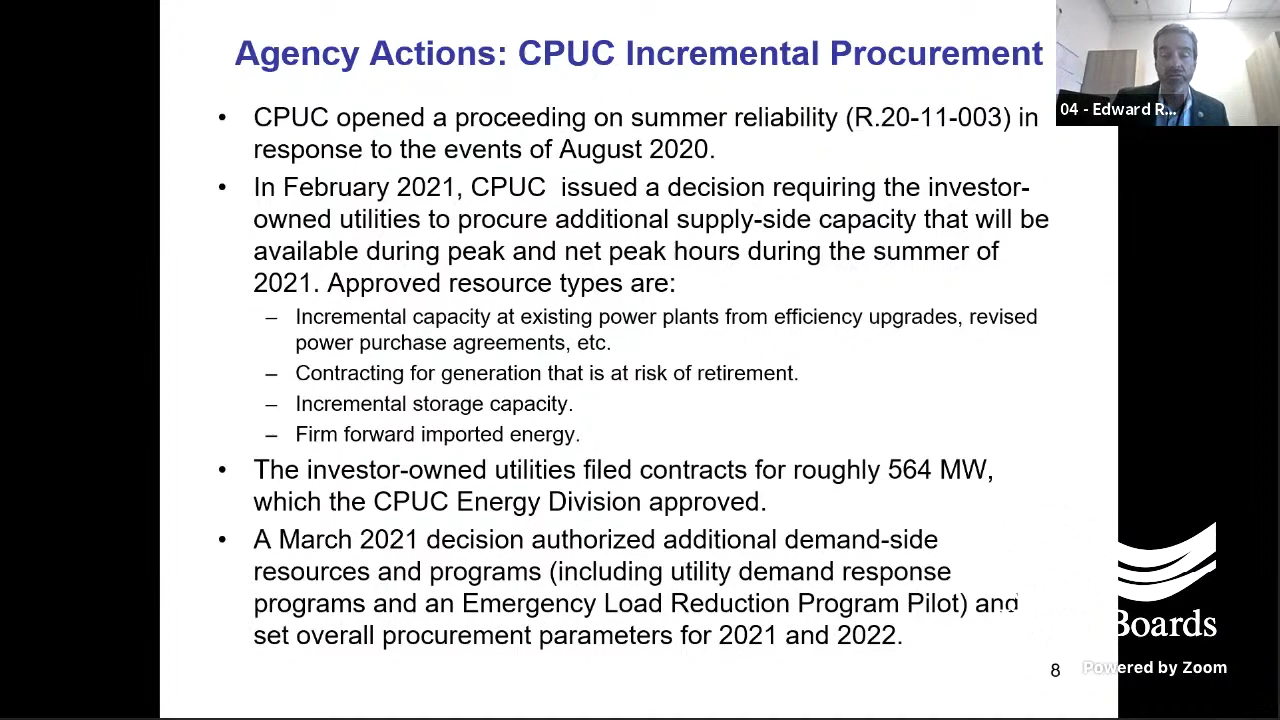 Agency Actions: CPUC Incremental Procurement
04 - Edward R...
• CPUC opened a proceeding on summer reliability (R.20-11-003) in
response to the events of August 2020.
• In February 2021, CPUC issued a decision requiring the investor-
owned utilities to procure additional supply-side capacity that will be
available during peak and net peak hours during the summer of
2021. Approved resource types are:
– Incremental capacity at existing power plants from efficiency upgrades, revised
power purchase agreements, etc.
– Contracting for generation that is at risk of retirement.
– Incremental storage capacity.
– Firm forward imported energy.
• The investor-owned utilities filed contracts for roughly 564 MW,
which the CPUC Energy Division approved.
• A March 2021 decision authorized additional demand-side
resources and programs (including utility demand response
programs and an Emergency Load Reduction Program Pilot) and
set overall procurement parameters for 2021 and 2022.
Boards
8
Powered by Zoom